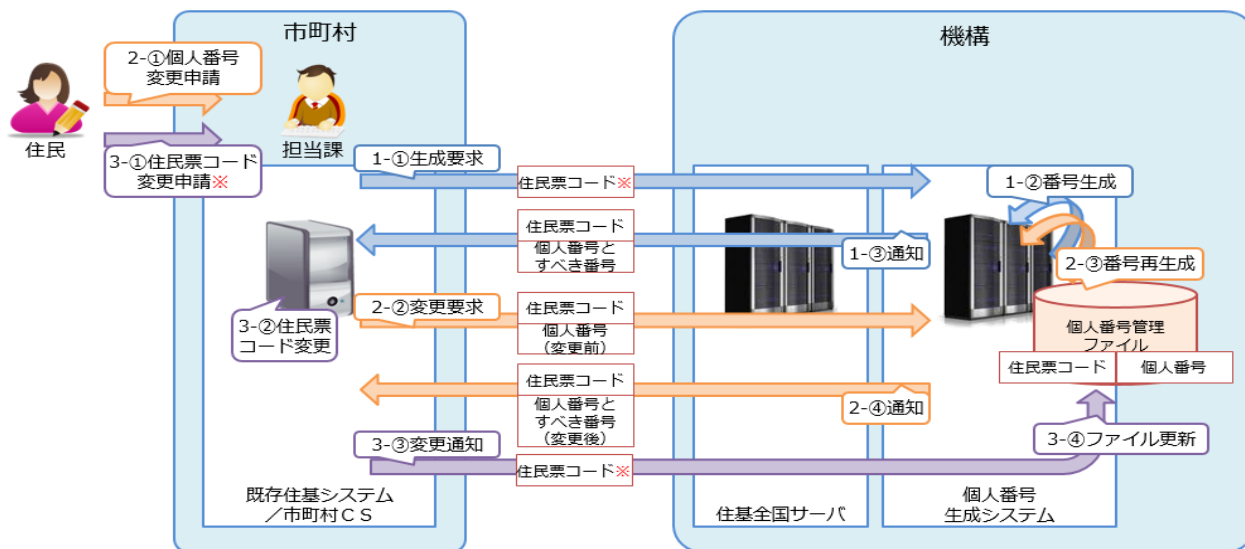 市町村
機構
2-①個人番号
変更申請
住民
担当課
3-①住民票コード
変更申請※
1-①生成要求
住民票コード※
1-②番号生成
住民票コード
個人番号と
すべき番号
1-③通知
2-③番号再生成
2-②変更要求
住民票コード
個人番号
（変更前）
3-②住民票
コード変更
個人番号管理
ファイル
住民票コード
個人番号
住民票コード
個人番号と
すべき番号
（変更後）
2-④通知
3-③変更通知
住民票コード※
3-④ファイル更新
既存住基システム
／市町村ＣＳ
住基全国サーバ
個人番号
生成システム